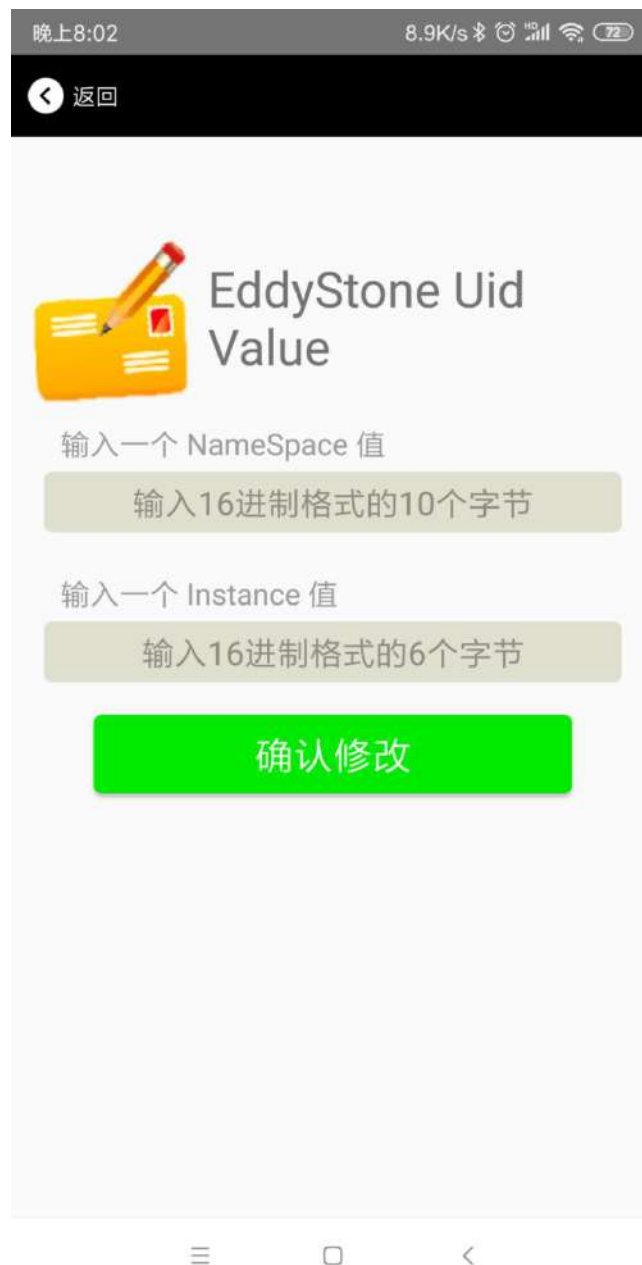 晚上8:02
8.9K/s HD 72
返回
EddyStone Uid
Value
输入一个 NameSpace 值
输入16进制格式的10个字节
输入一个 Instance 值
输入16进制格式的6个字节
确认修改